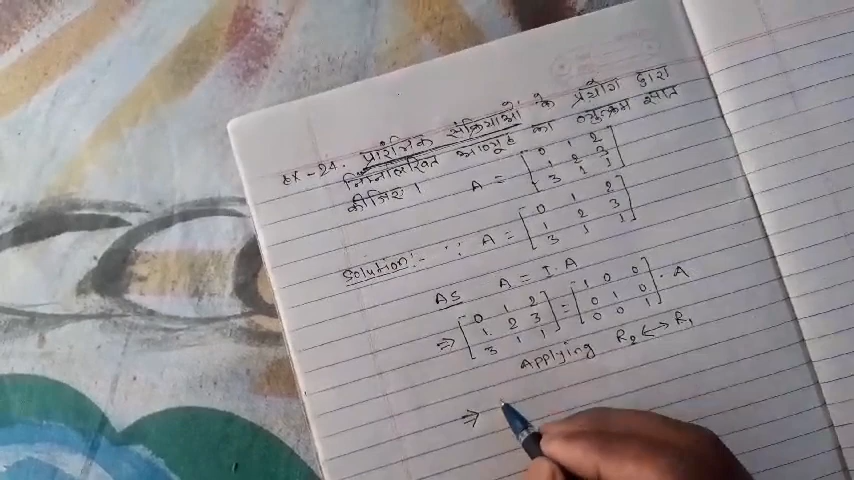 Ex-24. प्रारंभिक संक्रियाओं के प्रयोग द्वारा
निम्नलिखित आव्यूह का व्युत्क्रम ज्ञात
कीजिए। A = [0 1 2
1 2 3
3 1 1]
Solution:- ∵ A = [0 1 2
1 2 3
3 1 1]
AS A = I.A
⇒ [0 1 2 = [1 0 0
1 2 3 0 1 0
3 1 1] 0 0 1] . A
Applying R₂ ↔ R₁
⇒